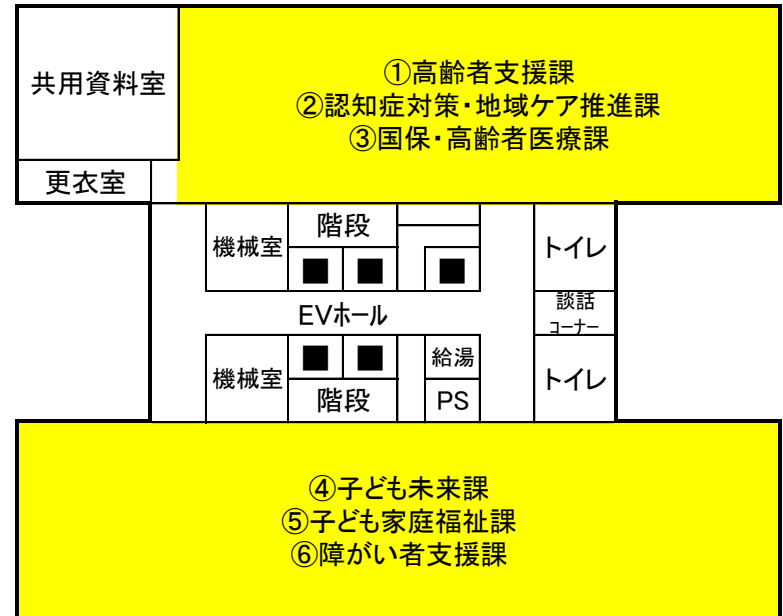 共用資料室
①高齢者支援課
②認知症対策・地域ケア推進課
③国保・高齢者医療課
更衣室
機械室
階段
トイレ
EVホール
談話
コーナー
機械室
給湯
トイレ
階段
PS
④子ども未来課
⑤子ども家庭福祉課
⑥障がい者支援課